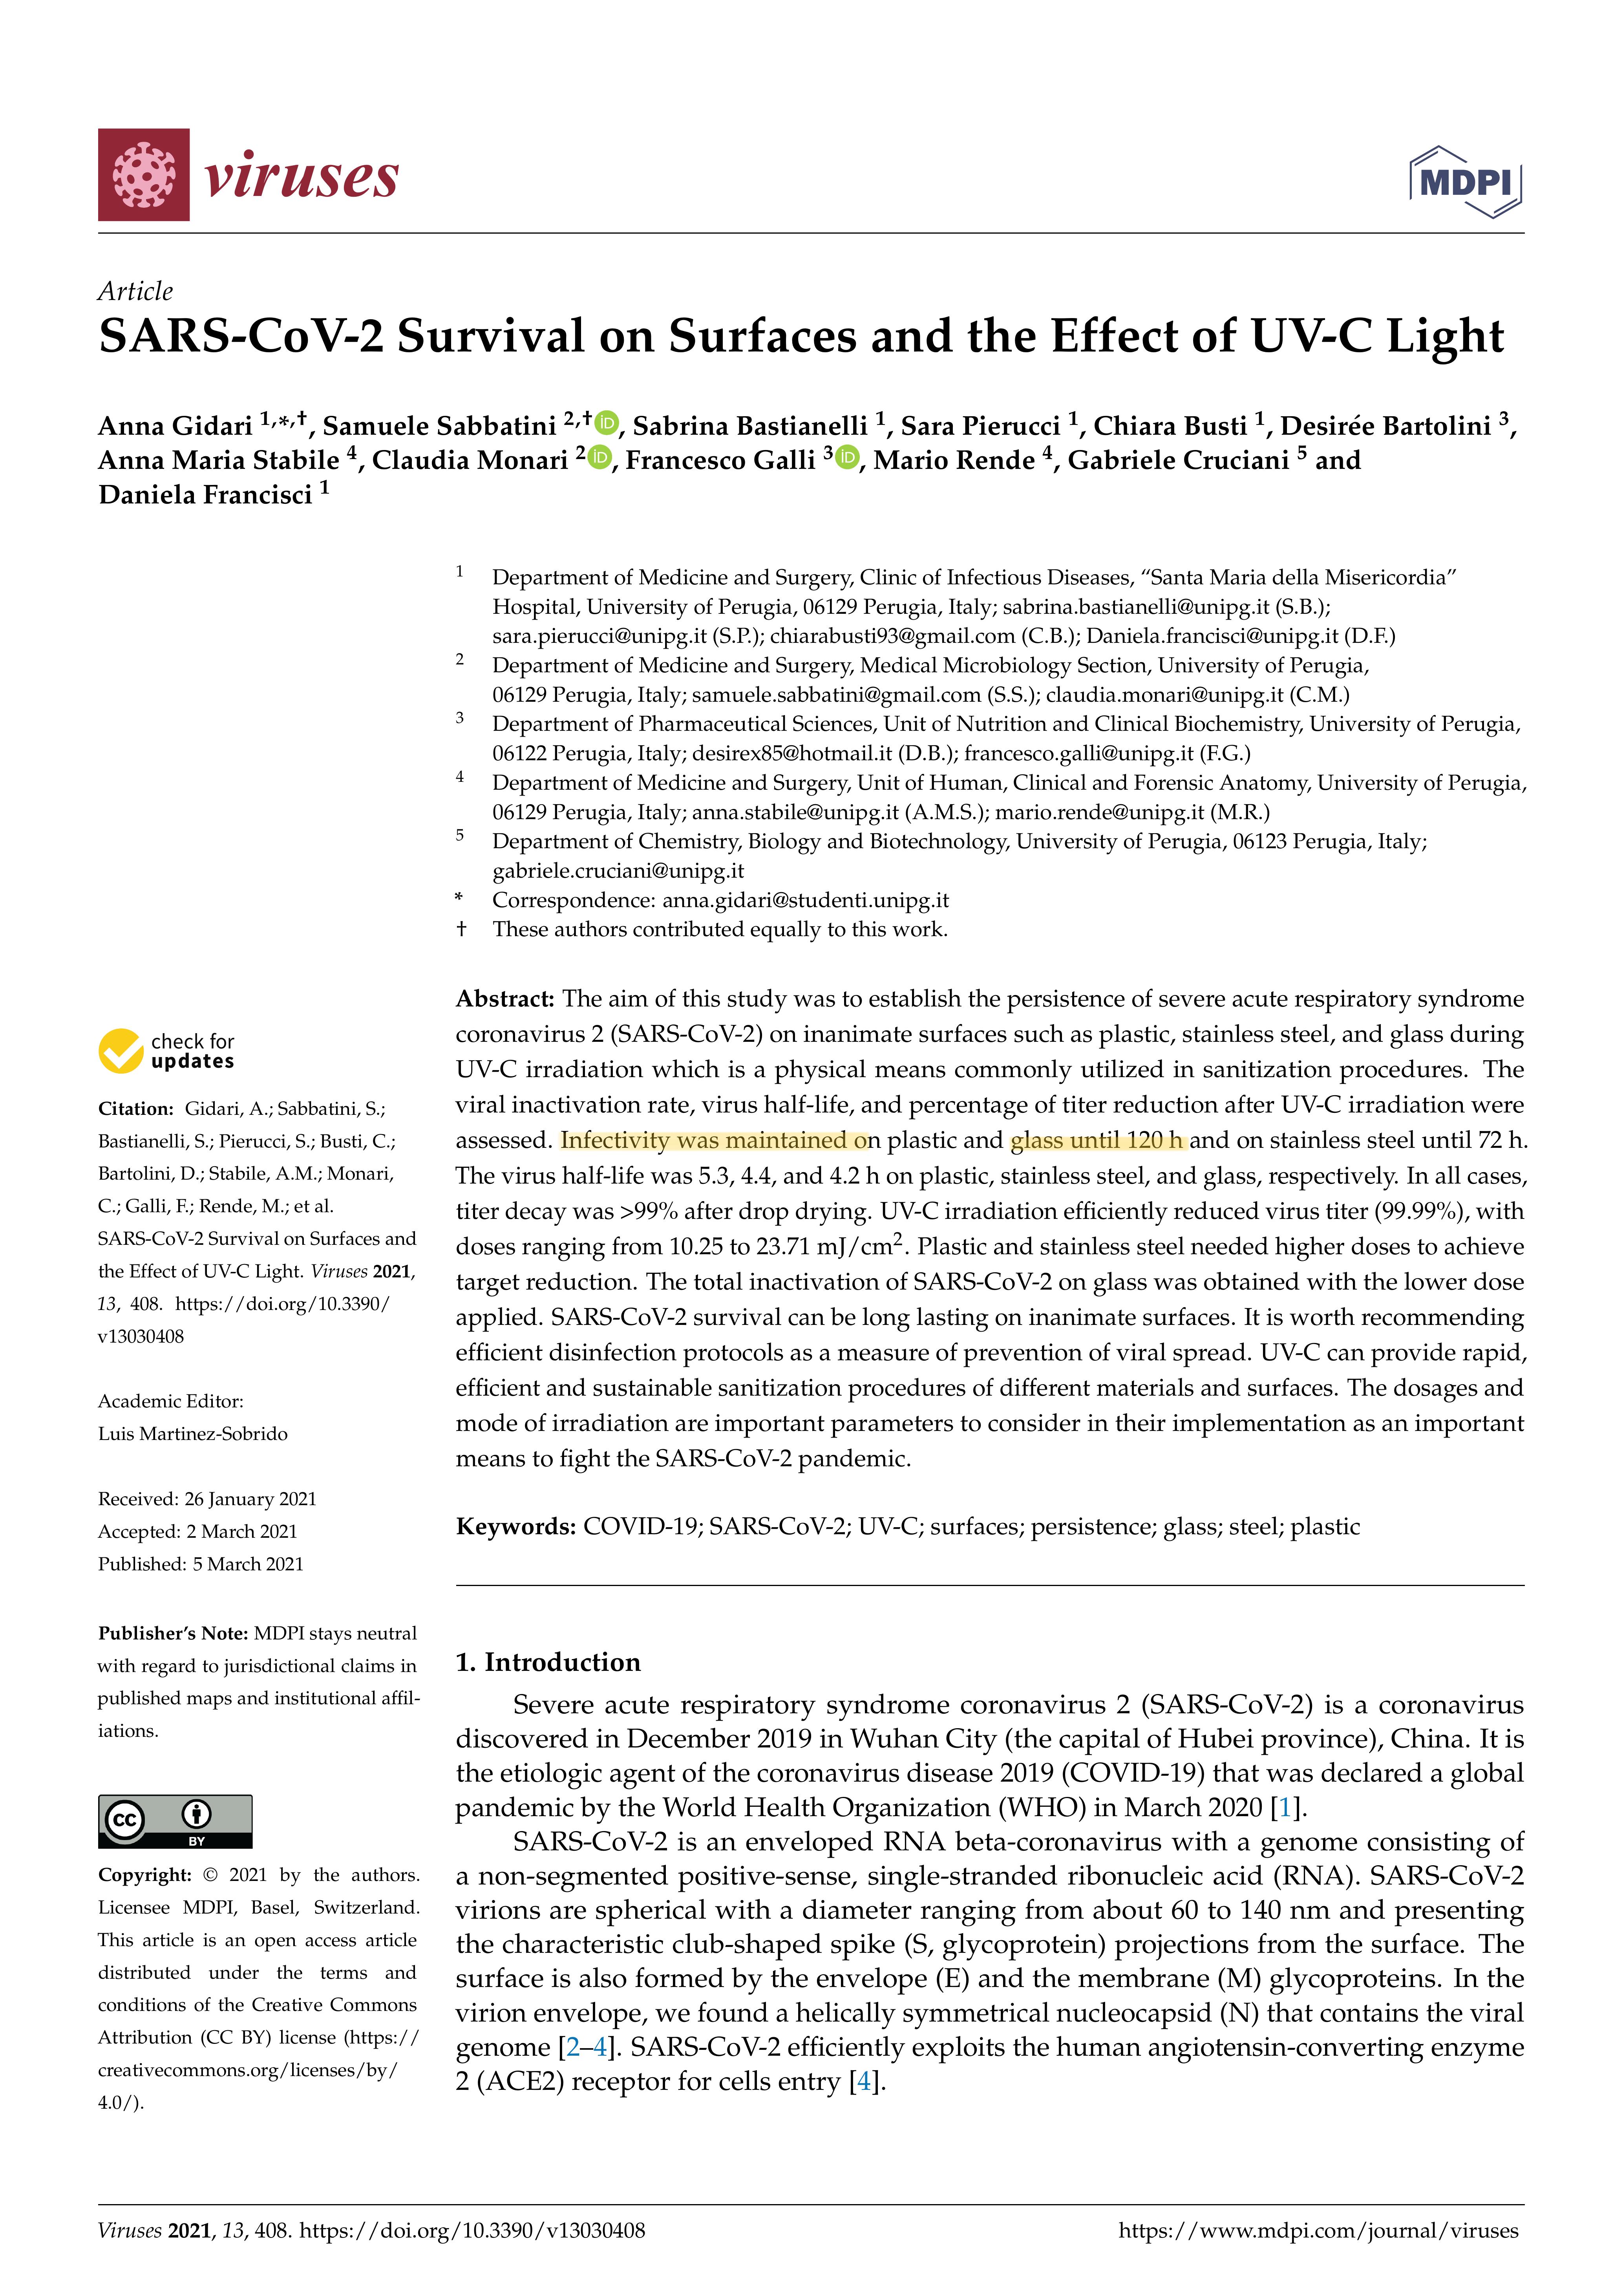 viruses
MDPI
Article
SARS-CoV-2 Survival on Surfaces and the Effect of UV-C Light
Anna Gidari 1,*,†, Samuele Sabbatini 2,† iD, Sabrina Bastianelli 1, Sara Pierucci 1, Chiara Busti 1, Desirée Bartolini 3,
Anna Maria Stabile 4, Claudia Monari 2 iD, Francesco Galli 3 iD, Mario Rende 4, Gabriele Cruciani 5 and
Daniela Francisci 1
1 Department of Medicine and Surgery, Clinic of Infectious Diseases, “Santa Maria della Misericordia”
Hospital, University of Perugia, 06129 Perugia, Italy; sabrina.bastianelli@unipg.it (S.B.);
sara.pierucci@unipg.it (S.P.); chiarabusti93@gmail.com (C.B.); Daniela.francisci@unipg.it (D.F.)
2 Department of Medicine and Surgery, Medical Microbiology Section, University of Perugia,
06129 Perugia, Italy; samuele.sabbatini@gmail.com (S.S.); claudia.monari@unipg.it (C.M.)
3 Department of Pharmaceutical Sciences, Unit of Nutrition and Clinical Biochemistry, University of Perugia,
06122 Perugia, Italy; desirex85@hotmail.it (D.B.); francesco.galli@unipg.it (F.G.)
4 Department of Medicine and Surgery, Unit of Human, Clinical and Forensic Anatomy, University of Perugia,
06129 Perugia, Italy; anna.stabile@unipg.it (A.M.S.); mario.rende@unipg.it (M.R.)
5 Department of Chemistry, Biology and Biotechnology, University of Perugia, 06123 Perugia, Italy;
gabriele.cruciani@unipg.it
* Correspondence: anna.gidari@studenti.unipg.it
† These authors contributed equally to this work.
Abstract: The aim of this study was to establish the persistence of severe acute respiratory syndrome
coronavirus 2 (SARS-CoV-2) on inanimate surfaces such as plastic, stainless steel, and glass during
UV-C irradiation which is a physical means commonly utilized in sanitization procedures. The
viral inactivation rate, virus half-life, and percentage of titer reduction after UV-C irradiation were
assessed. Infectivity was maintained on plastic and glass until 120 h and on stainless steel until 72 h.
The virus half-life was 5.3, 4.4, and 4.2 h on plastic, stainless steel, and glass, respectively. In all cases,
titer decay was >99% after drop drying. UV-C irradiation efficiently reduced virus titer (99.99%), with
doses ranging from 10.25 to 23.71 mJ/cm2. Plastic and stainless steel needed higher doses to achieve
target reduction. The total inactivation of SARS-CoV-2 on glass was obtained with the lower dose
applied. SARS-CoV-2 survival can be long lasting on inanimate surfaces. It is worth recommending
efficient disinfection protocols as a measure of prevention of viral spread. UV-C can provide rapid,
efficient and sustainable sanitization procedures of different materials and surfaces. The dosages and
mode of irradiation are important parameters to consider in their implementation as an important
means to fight the SARS-CoV-2 pandemic.
Keywords: COVID-19; SARS-CoV-2; UV-C; surfaces; persistence; glass; steel; plastic
check for
updates
Citation: Gidari, A.; Sabbatini, S.;
Bastianelli, S.; Pierucci, S.; Busti, C.;
Bartolini, D.; Stabile, A.M.; Monari,
C.; Galli, F.; Rende, M.; et al.
SARS-CoV-2 Survival on Surfaces and
the Effect of UV-C Light. Viruses 2021,
13, 408. https://doi.org/10.3390/
v13030408
Academic Editor:
Luis Martinez-Sobrido
Received: 26 January 2021
Accepted: 2 March 2021
Published: 5 March 2021
Publisher’s Note: MDPI stays neutral
with regard to jurisdictional claims in
published maps and institutional affil-
iations.
cc
BY
Copyright: © 2021 by the authors.
Licensee MDPI, Basel, Switzerland.
This article is an open access article
distributed under the terms and
conditions of the Creative Commons
Attribution (CC BY) license (https://
creativecommons.org/licenses/by/
4.0/).
1. Introduction
Severe acute respiratory syndrome coronavirus 2 (SARS-CoV-2) is a coronavirus
discovered in December 2019 in Wuhan City (the capital of Hubei province), China. It is
the etiologic agent of the coronavirus disease 2019 (COVID-19) that was declared a global
pandemic by the World Health Organization (WHO) in March 2020 [1].
SARS-CoV-2 is an enveloped RNA beta-coronavirus with a genome consisting of
a non-segmented positive-sense, single-stranded ribonucleic acid (RNA). SARS-CoV-2
virions are spherical with a diameter ranging from about 60 to 140 nm and presenting
the characteristic club-shaped spike (S, glycoprotein) projections from the surface. The
surface is also formed by the envelope (E) and the membrane (M) glycoproteins. In the
virion envelope, we found a helically symmetrical nucleocapsid (N) that contains the viral
genome [2–4]. SARS-CoV-2 efficiently exploits the human angiotensin-converting enzyme
2 (ACE2) receptor for cells entry [4].
Viruses 2021, 13, 408. https://doi.org/10.3390/v13030408
https://www.mdpi.com/journal/viruses